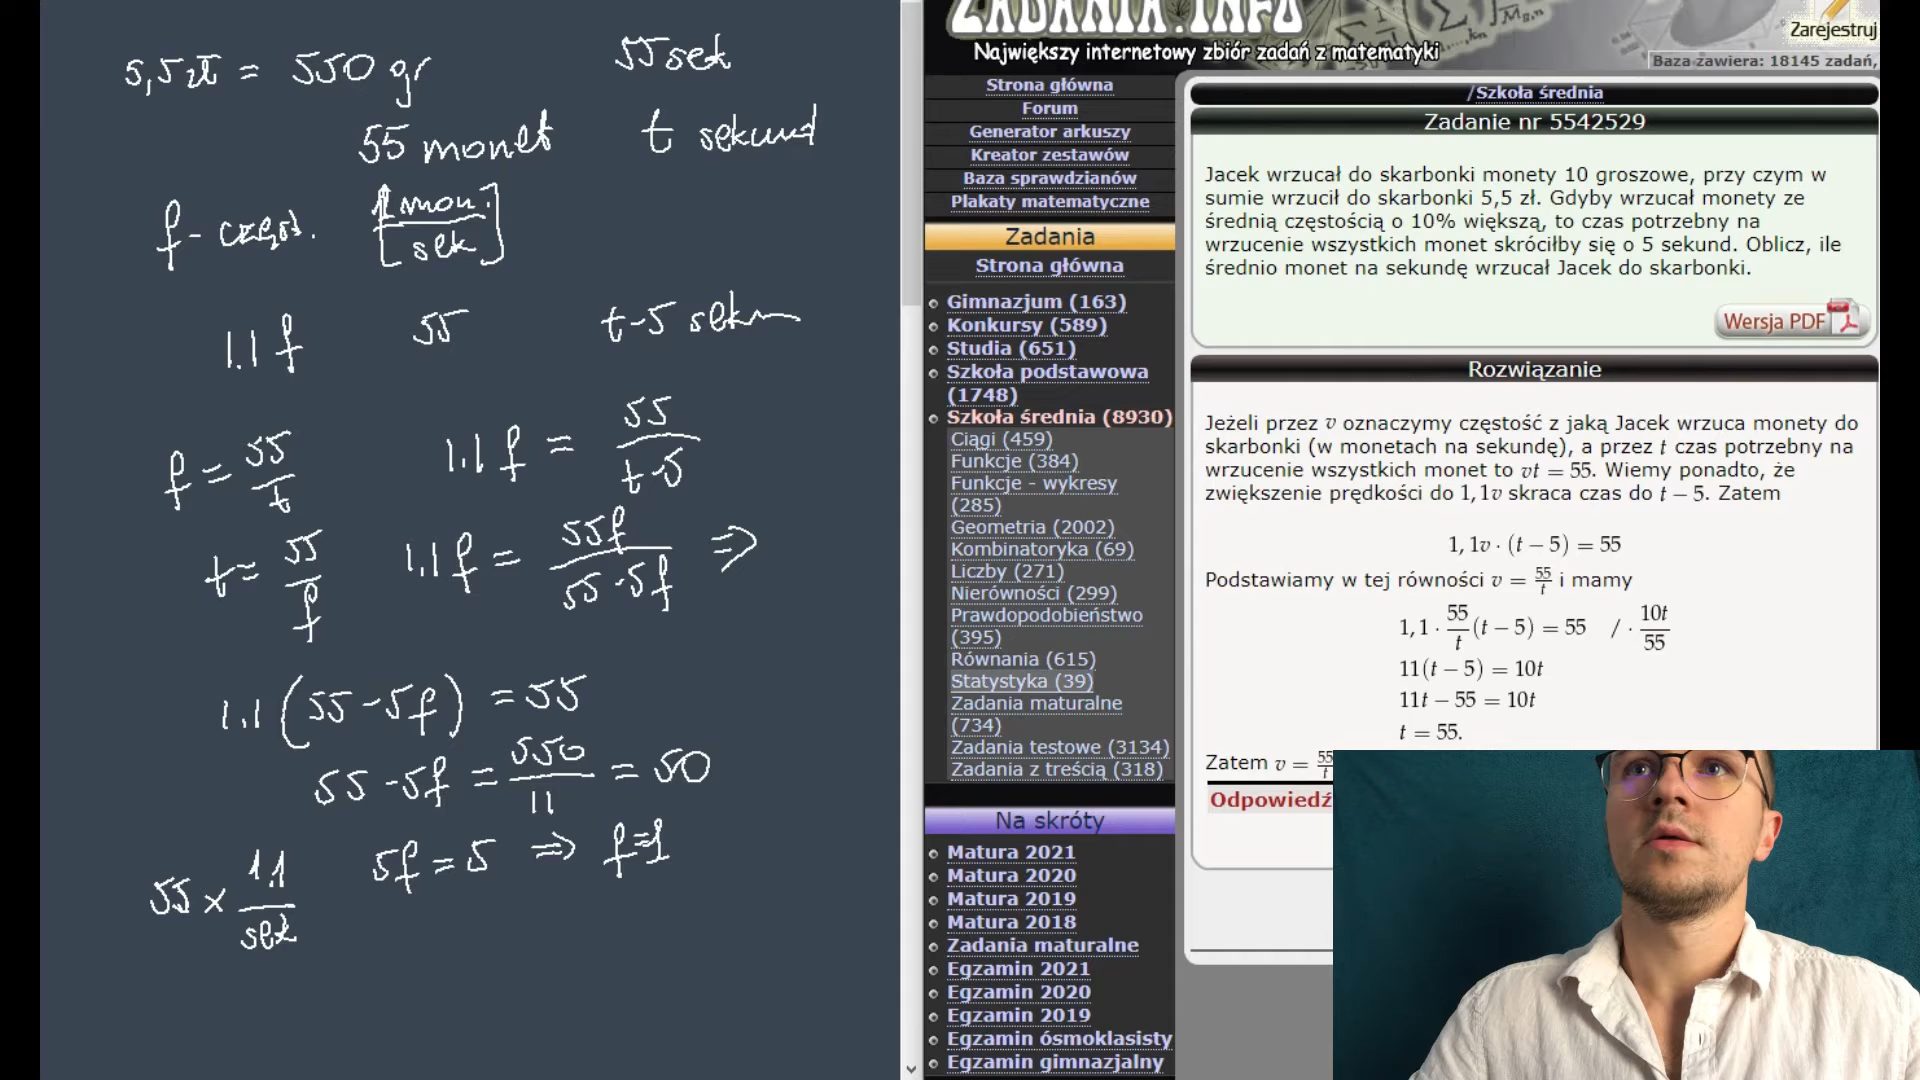 5,5 zł = 550 gr
55 sek
55 monet
t sekund
f - częst.
[1 mon. / sek]
1.1 f
55
t-5 sekun
f = 55/t
1.1 f = 55/(t-5)
t = 55/f
1.1 f = 55f/(55-5f) ⇒
1.1 (55-5f) = 55
55-5f = 550/11 = 50
5f = 5 ⇒ f=1
55 × 1.1/sek
ZADANIA.INFO
Największy internetowy zbiór zadań z matematyki
Zarejestruj
Baza zawiera: 18145 zadań,
Strona główna
Forum
Generator arkuszy
Kreator zestawów
Baza sprawdzianów
Plakaty matematyczne
Zadania
Strona główna
Gimnazjum (163)
Konkursy (589)
Studia (651)
Szkoła podstawowa
(1748)
Szkoła średnia (8930)
Ciągi (459)
Funkcje (384)
Funkcje - wykresy
(285)
Geometria (2002)
Kombinatoryka (69)
Liczby (271)
Nierówności (299)
Prawdopodobieństwo
(395)
Równania (615)
Statystyka (39)
Zadania maturalne
(734)
Zadania testowe (3134)
Zadania z treścią (318)
Na skróty
Matura 2021
Matura 2020
Matura 2019
Matura 2018
Zadania maturalne
Egzamin 2021
Egzamin 2020
Egzamin 2019
Egzamin ósmoklasisty
Egzamin gimnazjalny
/Szkoła średnia
Zadanie nr 5542529
Jacek wrzucał do skarbonki monety 10 groszowe, przy czym w
sumie wrzucił do skarbonki 5,5 zł. Gdyby wrzucał monety ze
średnią częstością o 10% większą, to czas potrzebny na
wrzucenie wszystkich monet skróciłby się o 5 sekund. Oblicz, ile
średnio monet na sekundę wrzucał Jacek do skarbonki.
Wersja PDF
Rozwiązanie
Jeżeli przez v oznaczymy częstość z jaką Jacek wrzuca monety do
skarbonki (w monetach na sekundę), a przez t czas potrzebny na
wrzucenie wszystkich monet to vt = 55. Wiemy ponadto, że
zwiększenie prędkości do 1, 1v skraca czas do t − 5. Zatem
1, 1v · (t − 5) = 55
Podstawiamy w tej równości v = 55/t i mamy
1, 1 · 55/t (t − 5) = 55 / · 10t/55
11(t − 5) = 10t
11t − 55 = 10t
t = 55.
Zatem v = 55/t
Odpowiedź